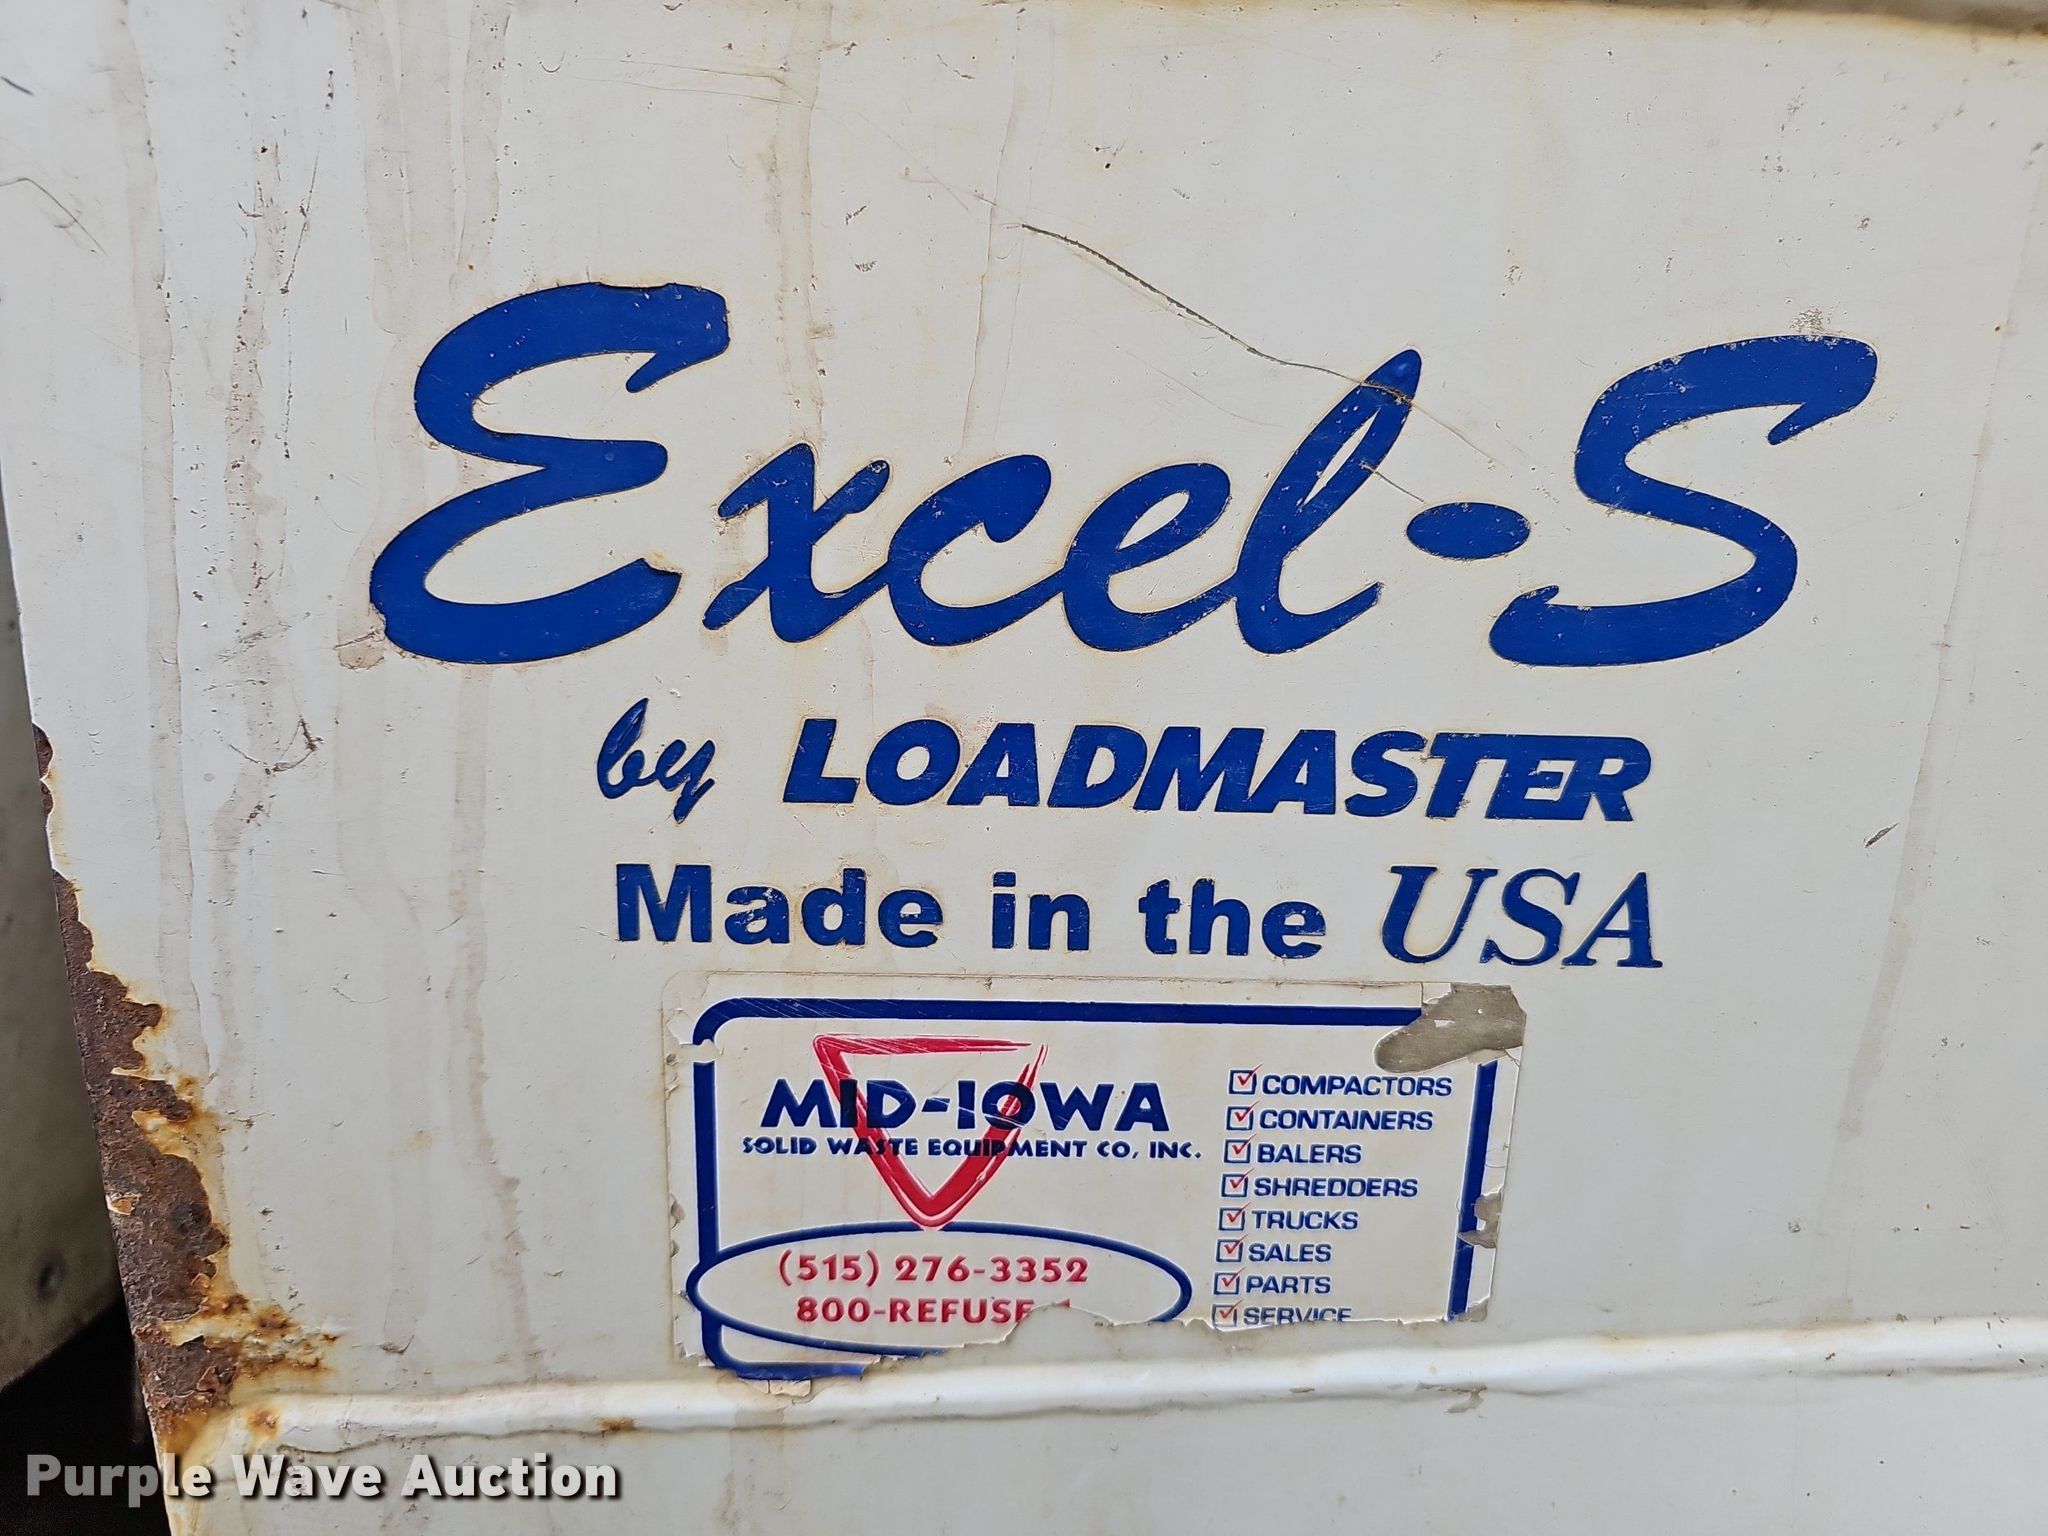 Excel-S
by LOADMASTER
Made in the USA
MID-IOWA
SOLID WASTE EQUIPMENT CO, INC.
(515) 276-3352
800-REFUSE
COMPACTORS
CONTAINERS
BALERS
SHREDDERS
TRUCKS
SALES
PARTS
SERVICE
Purple Wave Auction